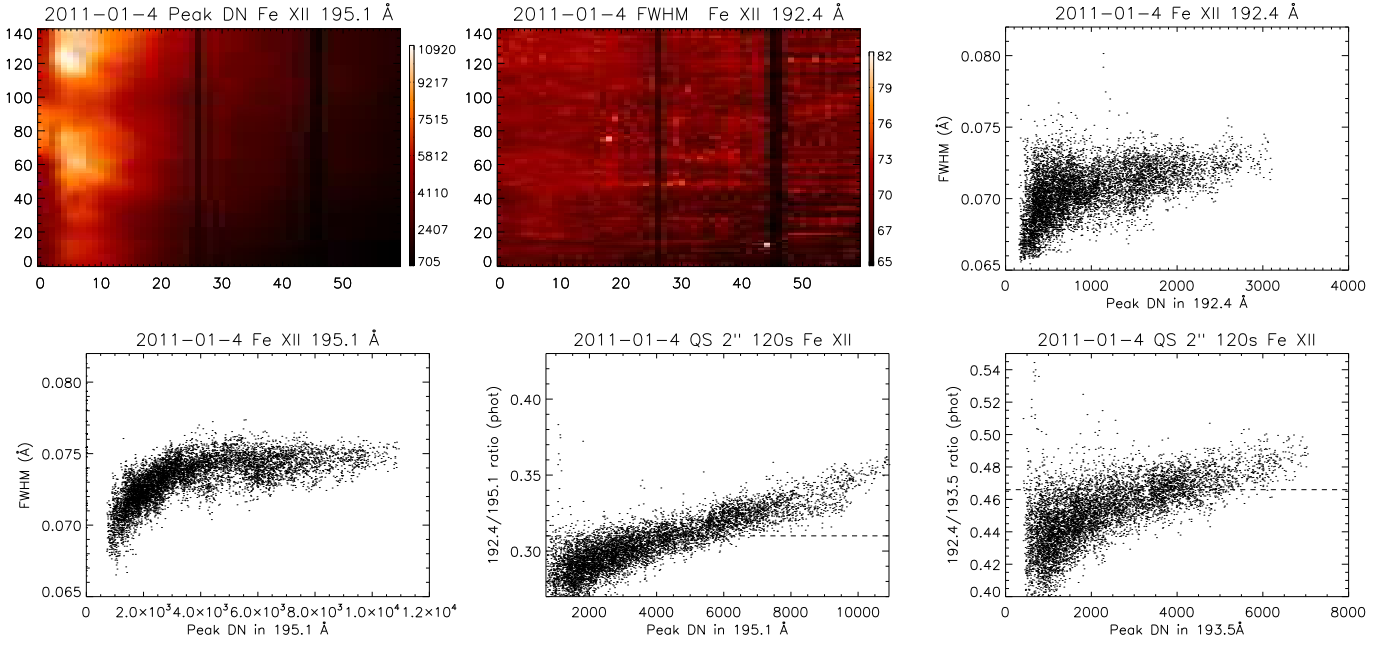 2011-01-4 Peak DN Fe XII 195.1 Å
140
120
100
80
60
40
20
0
0 10 20 30 40 50
10920
9217
7515
5812
4110
2407
705
2011-01-4 FWHM Fe XII 192.4 Å
140
120
100
80
60
40
20
0
0 10 20 30 40 50
82
79
76
73
70
67
65
2011-01-4 Fe XII 192.4 Å
FWHM (Å)
0.080
0.075
0.070
0.065
0 1000 2000 3000 4000
Peak DN in 192.4 Å
2011-01-4 Fe XII 195.1 Å
FWHM (Å)
0.080
0.075
0.070
0.065
0 2.0×10³ 4.0×10³ 6.0×10³ 8.0×10³ 1.0×10⁴ 1.2×10⁴
Peak DN in 195.1 Å
2011-01-4 QS 2" 120s Fe XII
192.4/195.1 ratio (phot)
0.40
0.35
0.30
2000 4000 6000 8000 10000
Peak DN in 195.1 Å
2011-01-4 QS 2" 120s Fe XII
192.4/193.5 ratio (phot)
0.54
0.52
0.50
0.48
0.46
0.44
0.42
0.40
0 2000 4000 6000 8000
Peak DN in 193.5Å